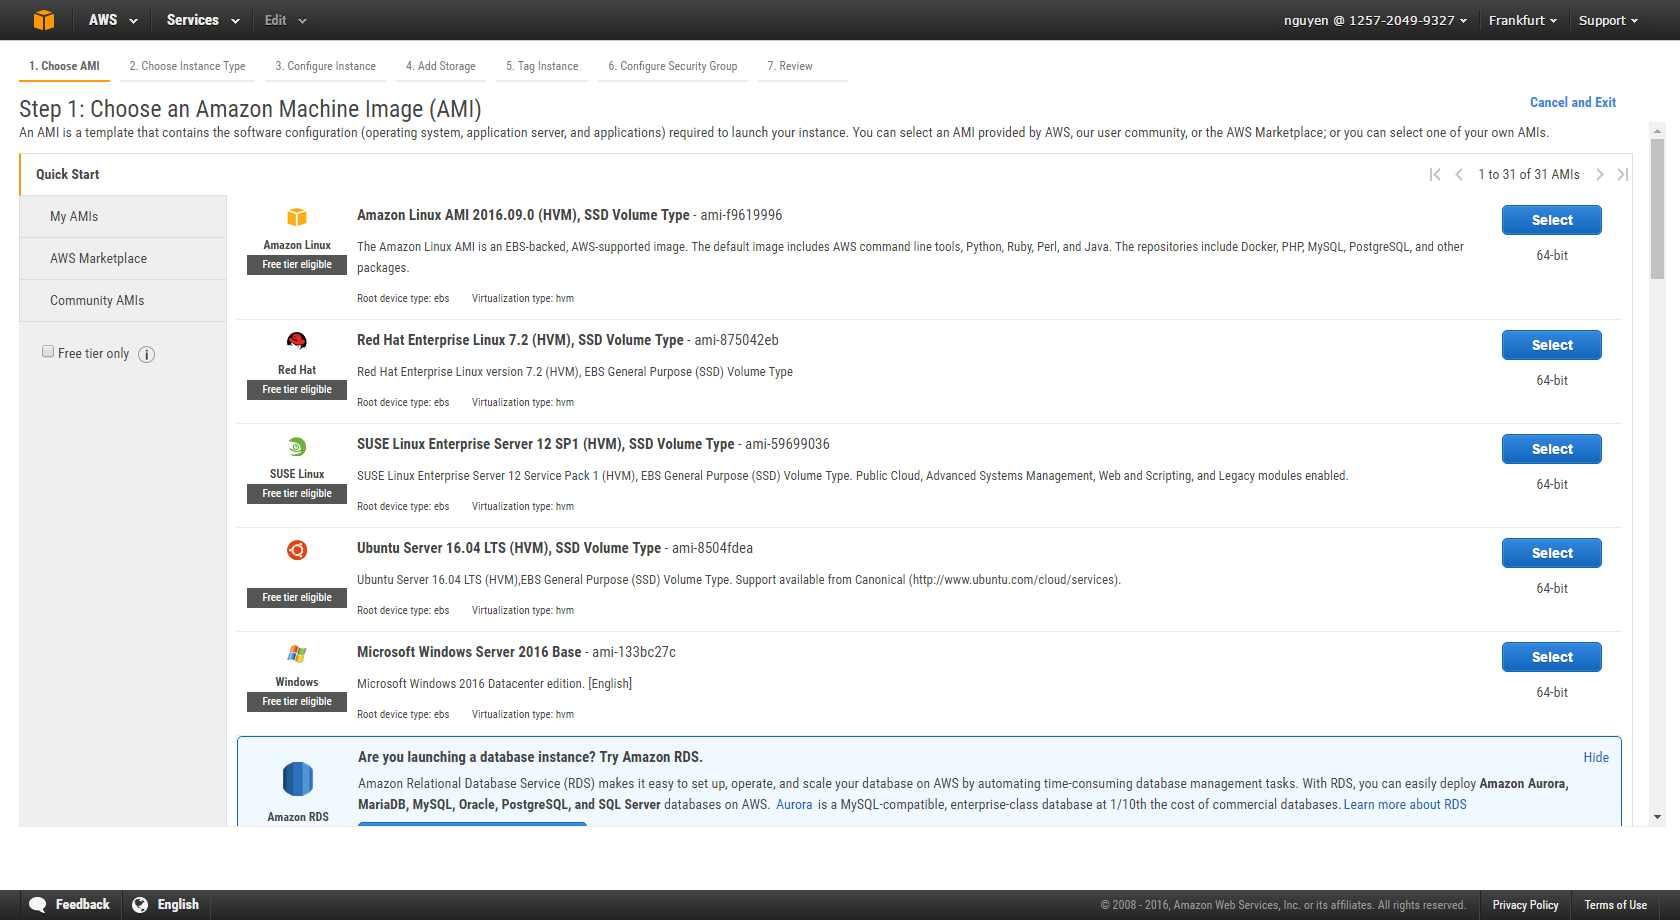 AWS Services Edit nguyen @ 1257-2049-9327 Frankfurt Support
1. Choose AMI 2. Choose Instance Type 3. Configure Instance 4. Add Storage 5. Tag Instance 6. Configure Security Group 7. Review
Step 1: Choose an Amazon Machine Image (AMI)
Cancel and Exit
An AMI is a template that contains the software configuration (operating system, application server, and applications) required to launch your instance. You can select an AMI provided by AWS, our user community, or the AWS Marketplace; or you can select one of your own AMIs.
Quick Start
1 to 31 of 31 AMIs
My AMIs
AWS Marketplace
Community AMIs
Free tier only
Amazon Linux
Free tier eligible
Amazon Linux AMI 2016.09.0 (HVM), SSD Volume Type - ami-f9619996
The Amazon Linux AMI is an EBS-backed, AWS-supported image. The default image includes AWS command line tools, Python, Ruby, Perl, and Java. The repositories include Docker, PHP, MySQL, PostgreSQL, and other
packages.
Root device type: ebs Virtualization type: hvm
Select
64-bit
Red Hat
Free tier eligible
Red Hat Enterprise Linux 7.2 (HVM), SSD Volume Type - ami-875042eb
Red Hat Enterprise Linux version 7.2 (HVM), EBS General Purpose (SSD) Volume Type
Root device type: ebs Virtualization type: hvm
Select
64-bit
SUSE Linux
Free tier eligible
SUSE Linux Enterprise Server 12 SP1 (HVM), SSD Volume Type - ami-59699036
SUSE Linux Enterprise Server 12 Service Pack 1 (HVM), EBS General Purpose (SSD) Volume Type. Public Cloud, Advanced Systems Management, Web and Scripting, and Legacy modules enabled.
Root device type: ebs Virtualization type: hvm
Select
64-bit
Free tier eligible
Ubuntu Server 16.04 LTS (HVM), SSD Volume Type - ami-8504fdea
Ubuntu Server 16.04 LTS (HVM),EBS General Purpose (SSD) Volume Type. Support available from Canonical (http://www.ubuntu.com/cloud/services).
Root device type: ebs Virtualization type: hvm
Select
64-bit
Windows
Free tier eligible
Microsoft Windows Server 2016 Base - ami-133bc27c
Microsoft Windows 2016 Datacenter edition. [English]
Root device type: ebs Virtualization type: hvm
Select
64-bit
Amazon RDS
Are you launching a database instance? Try Amazon RDS.
Hide
Amazon Relational Database Service (RDS) makes it easy to set up, operate, and scale your database on AWS by automating time-consuming database management tasks. With RDS, you can easily deploy Amazon Aurora,
MariaDB, MySQL, Oracle, PostgreSQL, and SQL Server databases on AWS. Aurora is a MySQL-compatible, enterprise-class database at 1/10th the cost of commercial databases. Learn more about RDS
Feedback English © 2008 - 2016, Amazon Web Services, Inc. or its affiliates. All rights reserved. Privacy Policy Terms of Use